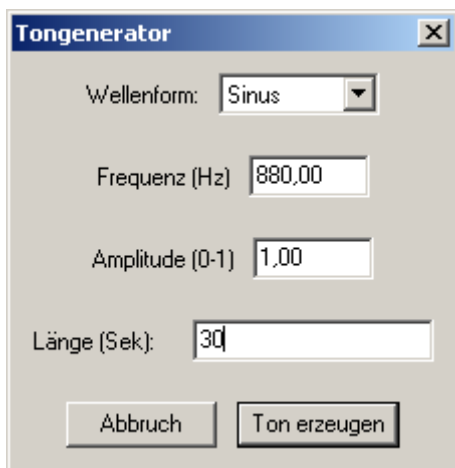 Tongenerator
Wellenform: Sinus
Frequenz (Hz) 880,00
Amplitude (0-1) 1,00
Länge (Sek): 30
Abbruch Ton erzeugen